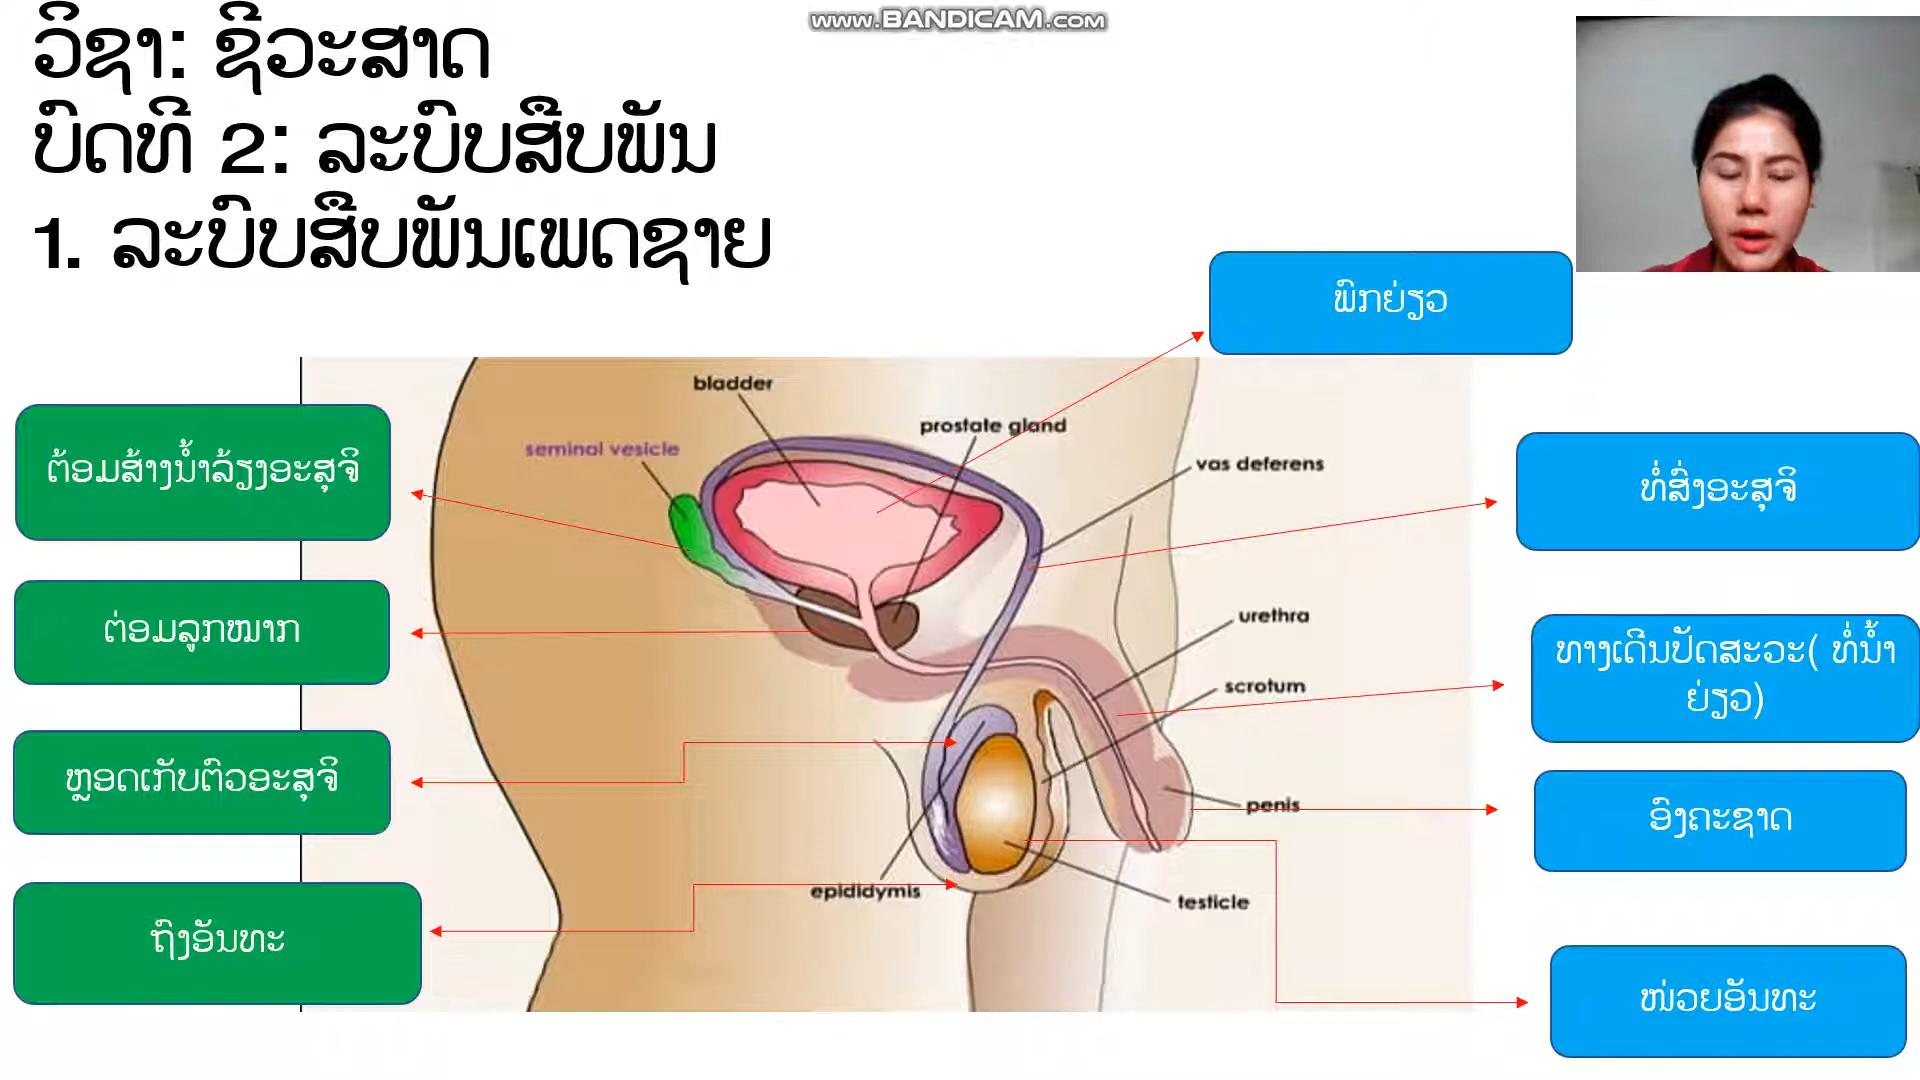 www.BANDICAM.com
ວິຊາ: ຊີວະສາດ
ບົດທີ 2: ລະບົບສືບພັນ
1. ລະບົບສືບພັນເພດຊາຍ
ພົກຍ່ຽວ
bladder
prostate gland
seminal vesicle
vas deferens
ຕ້ອມສ້າງນ້ຳລ້ຽງອະສຸຈິ
ທໍ່ສົ່ງອະສຸຈິ
ຕ່ອມລູກໝາກ
urethra
scrotum
ທາງເດີນປັດສະວະ( ທໍ່ນ້ຳ
ຍ່ຽວ)
ຫຼອດເກັບຕົວອະສຸຈິ
penis
ອົງຄະຊາດ
epididymis
testicle
ຖົງອັນທະ
ໜ່ວຍອັນທະ